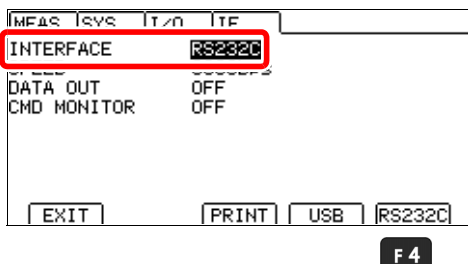 MEAS SYS I/O IF
INTERFACE RS232C
SPEED
DATA OUT OFF
CMD MONITOR OFF
EXIT PRINT USB RS232C
F4